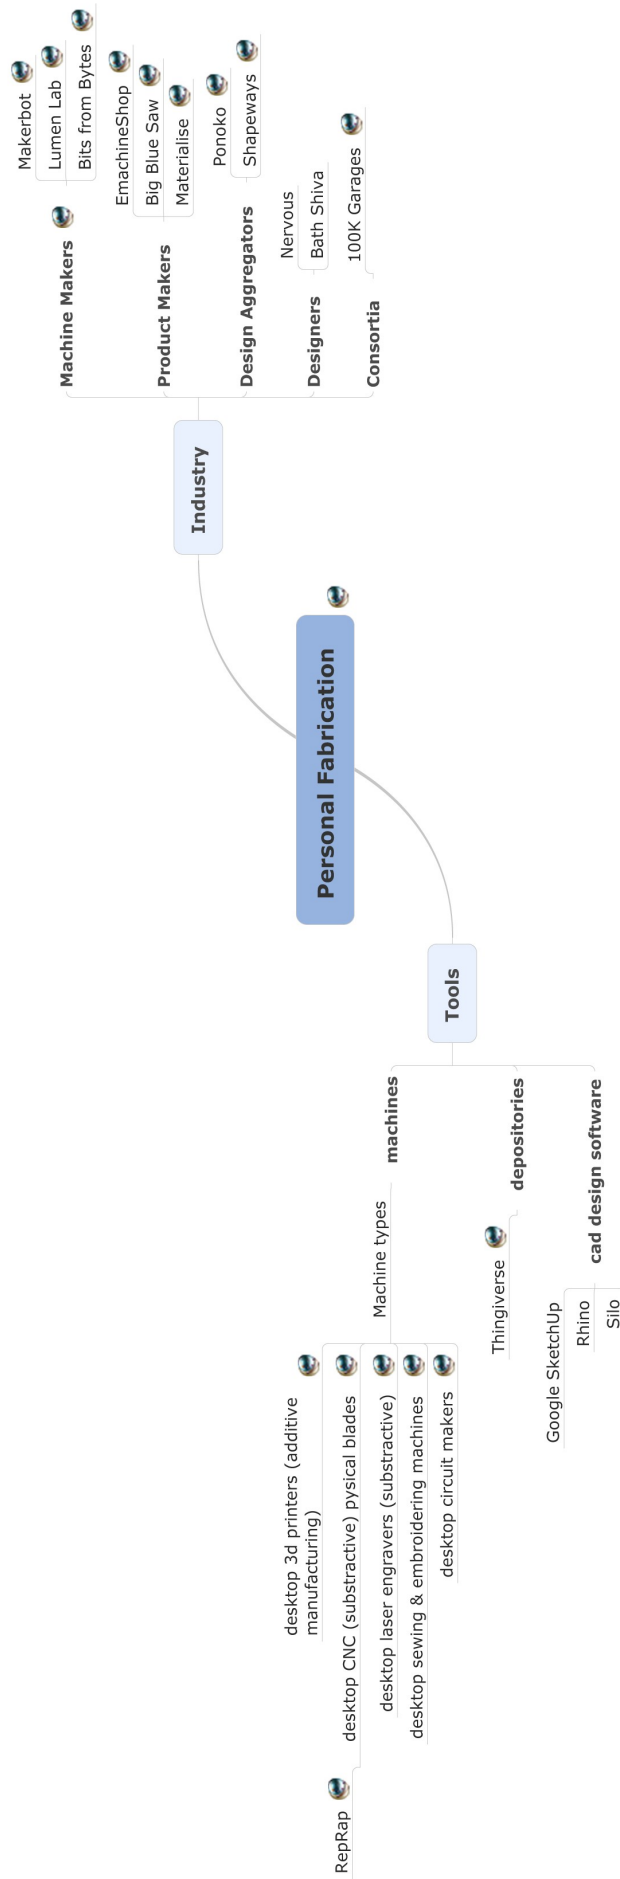 Personal Fabrication
Industry
Machine Makers
Makerbot
Lumen Lab
Bits from Bytes
Product Makers
EmachineShop
Big Blue Saw
Materialise
Design Aggregators
Ponoko
Shapeways
Designers
Nervous
Bath Shiva
Consortia
100K Garages
Tools
machines
Machine types
desktop 3d printers (additive
manufacturing)
desktop CNC (substractive) pysical blades
RepRap
desktop laser engravers (substractive)
desktop sewing & embroidering machines
desktop circuit makers
depositories
Thingiverse
cad design software
Google SketchUp
Rhino
Silo